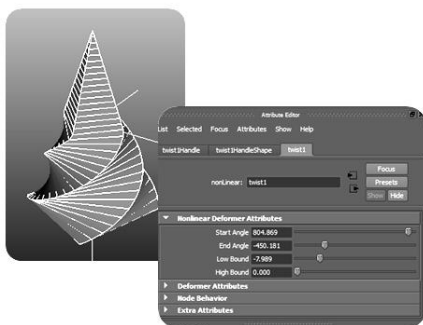 Attribute Editor
List Selected Focus Attributes Show Help
twist1Handle twist1HandleShape twist1
nonLinear: twist1
Focus
Presets
Show Hide
Nonlinear Deformer Attributes
Start Angle 804.869
End Angle -450.181
Low Bound -7.989
High Bound 0.000
Deformer Attributes
Node Behavior
Extra Attributes